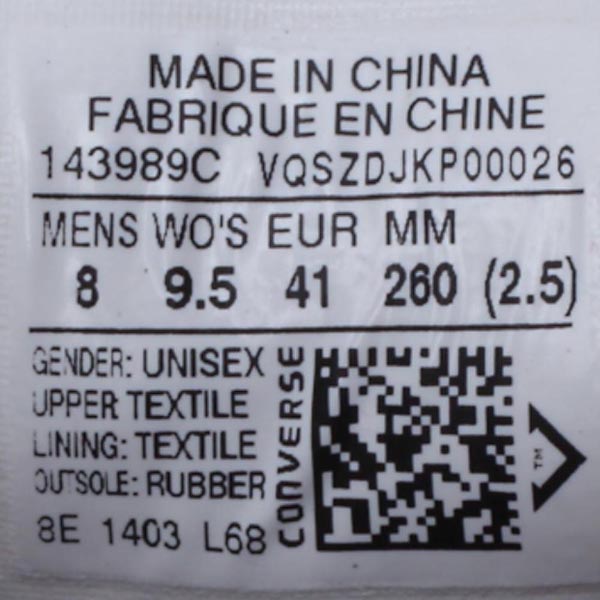 MADE IN CHINA
FABRIQUE EN CHINE
143989C VQSZDJKP00026
MENS WO'S EUR MM
8 9.5 41 260 (2.5)
GENDER: UNISEX
UPPER TEXTILE
LINING: TEXTILE
OUTSOLE: RUBBER
8E 1403 L68
CONVERSE
TM